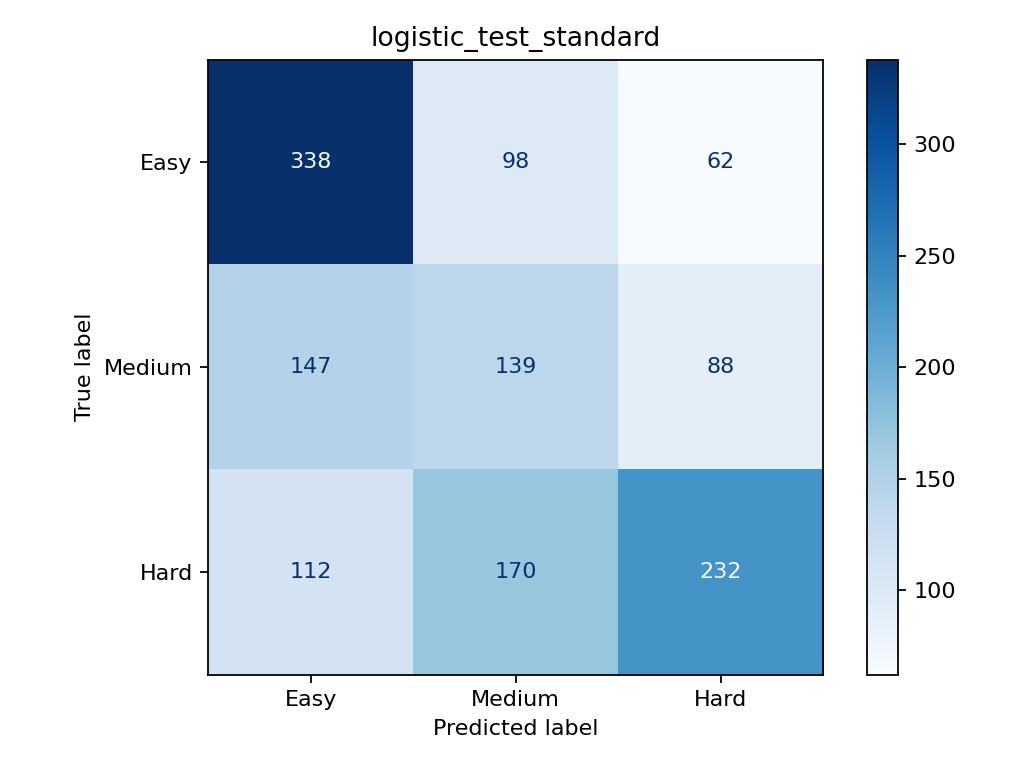 logistic_test_standard
True label
Easy
338
98
62
Medium
147
139
88
Hard
112
170
232
Easy
Medium
Hard
Predicted label
300
250
200
150
100